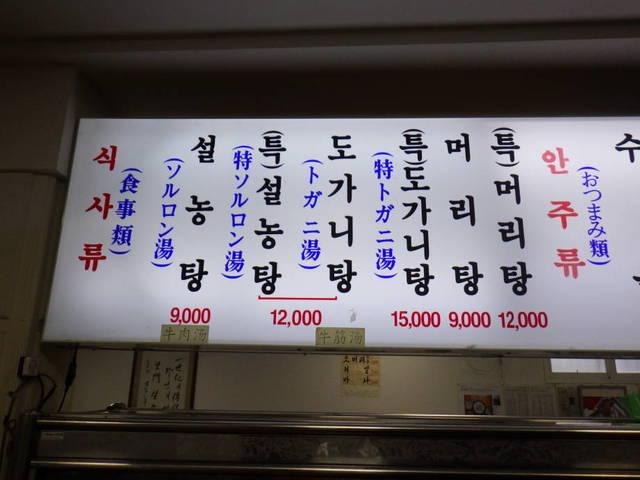 식사류
(食事類)
설농탕
(ソルロン湯)
9,000
(특)설농탕
(特ソルロン湯)
도가니탕
(トガニ湯)
12,000
(특)도가니탕
(特トガニ湯)
15,000
머리탕
9,000
(특)머리탕
12,000
안주류
(おつまみ類)
수
牛肉汤
牛筋湯